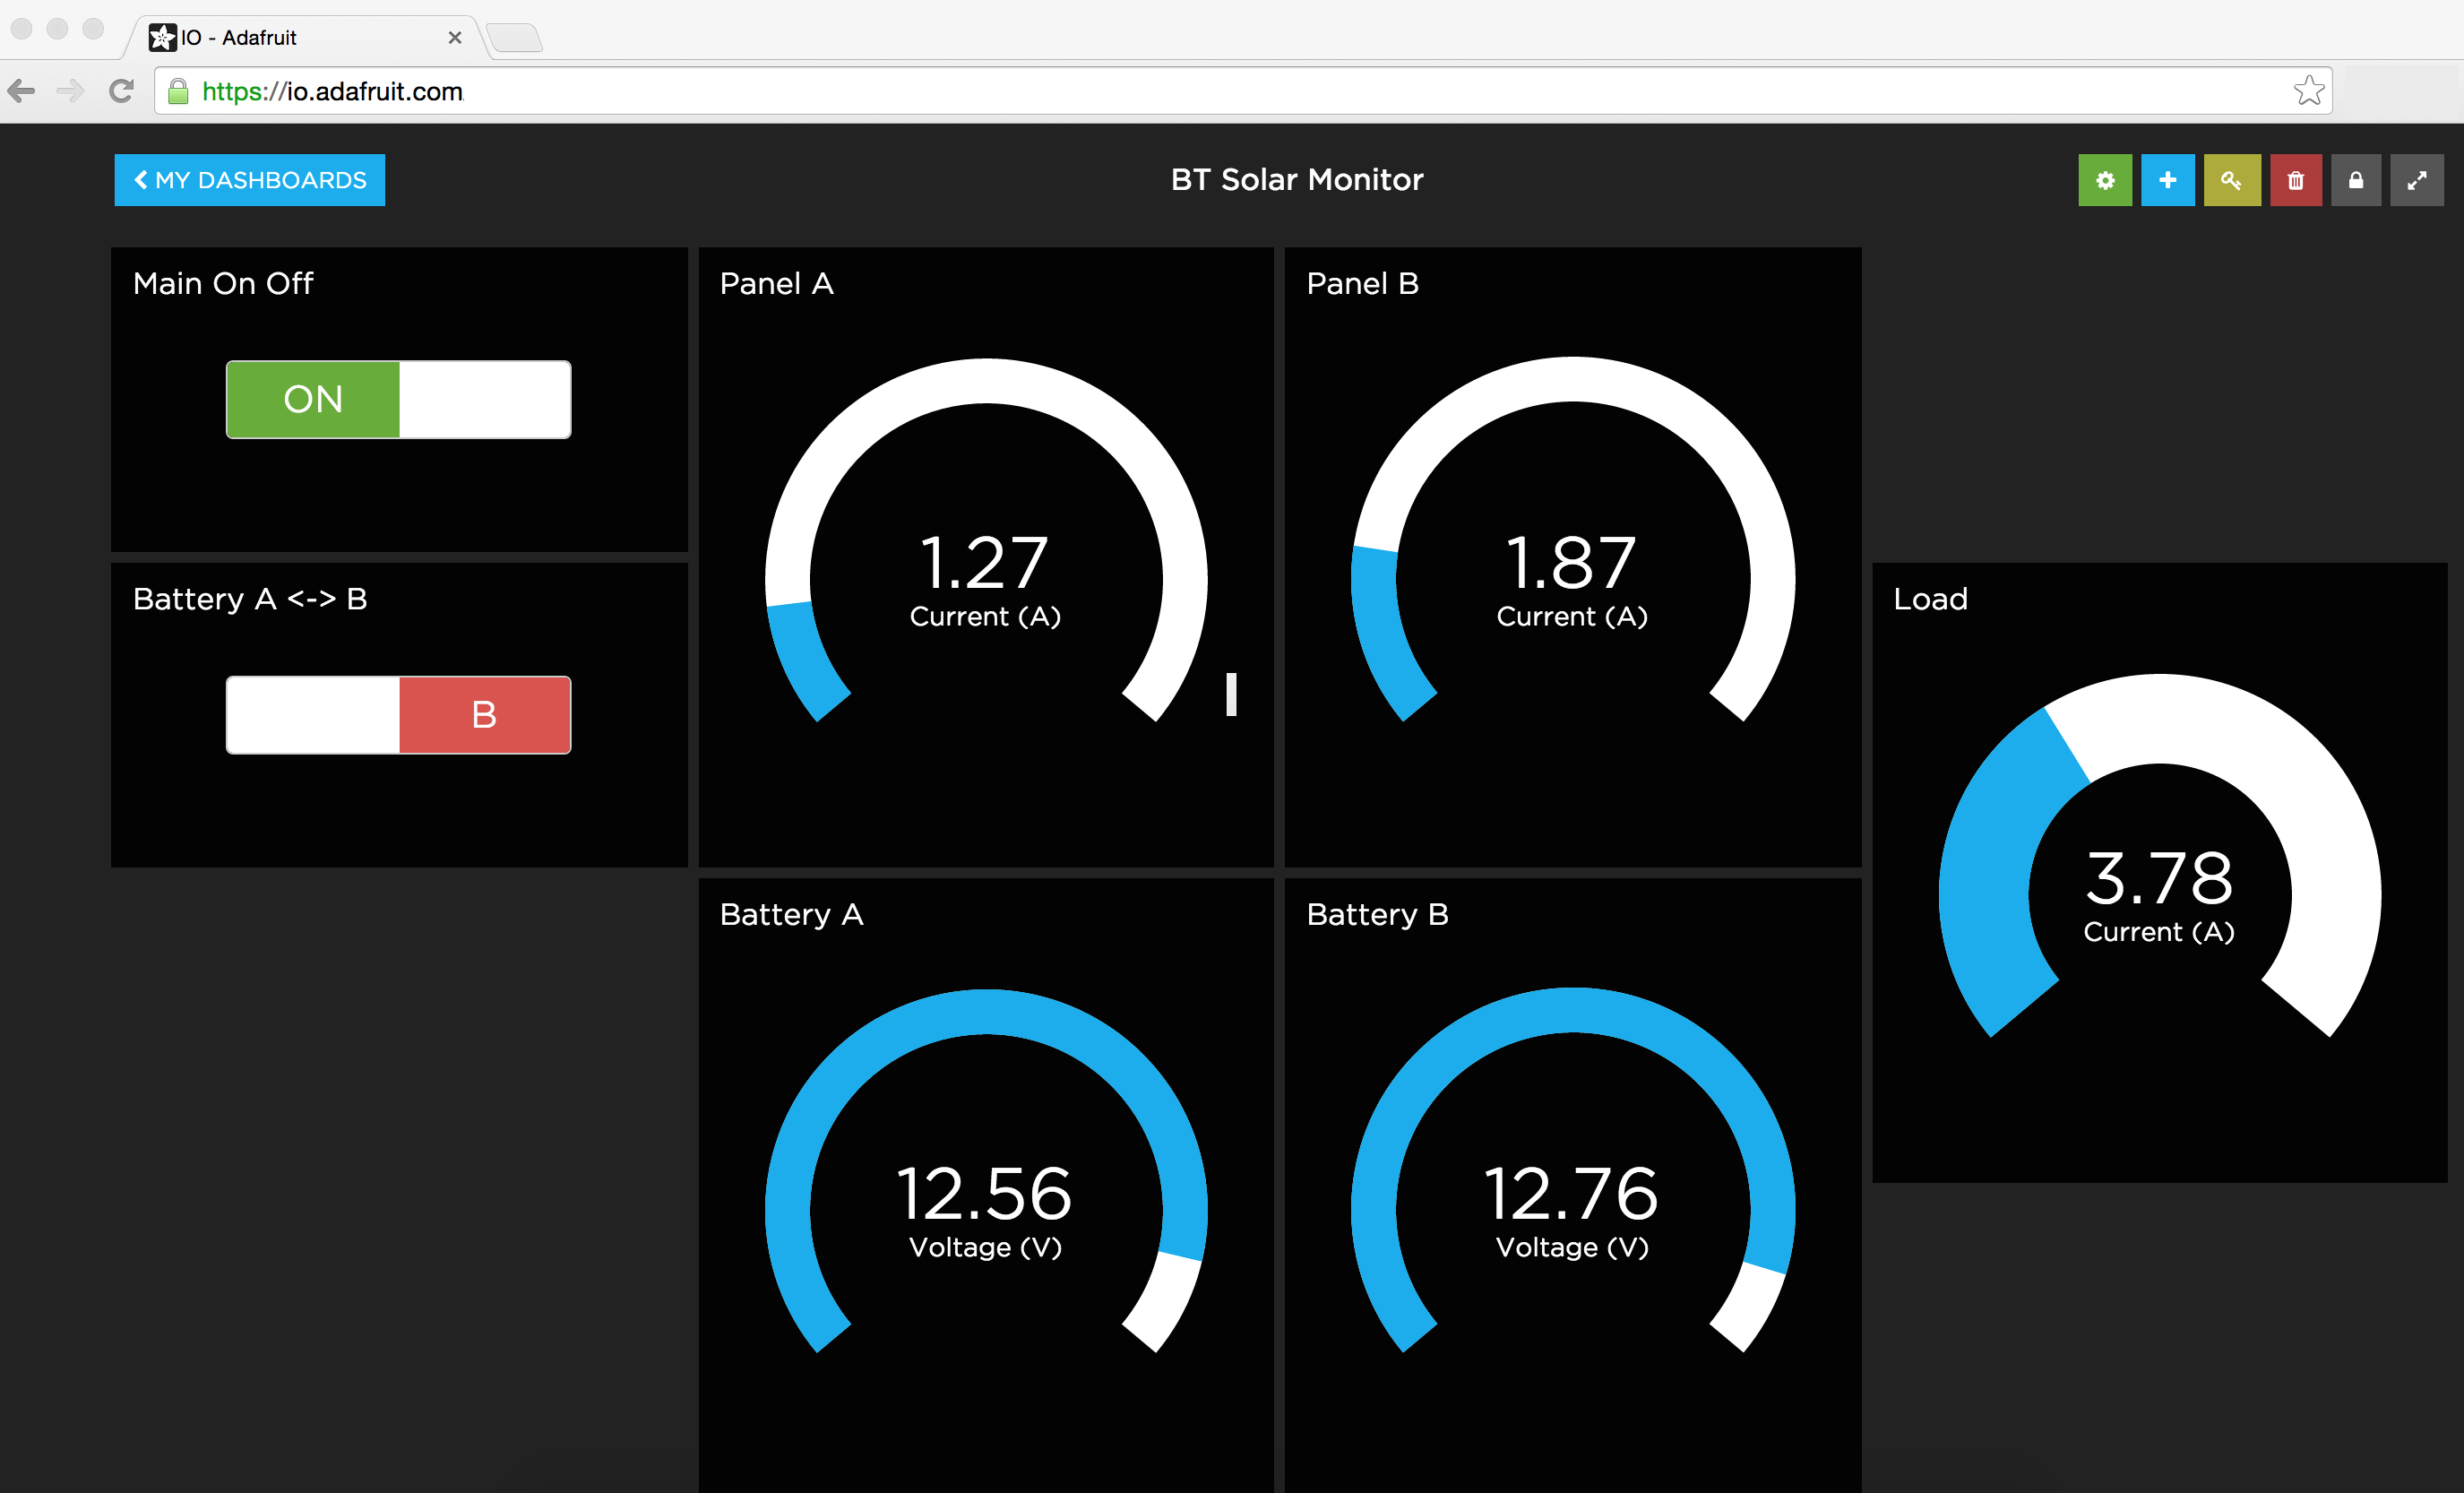 IO - Adafruit
https://io.adafruit.com
MY DASHBOARDS
BT Solar Monitor
Main On Off
ON
Panel A
1.27
Current (A)
Panel B
1.87
Current (A)
Battery A <-> B
B
Load
3.78
Current (A)
Battery A
12.56
Voltage (V)
Battery B
12.76
Voltage (V)